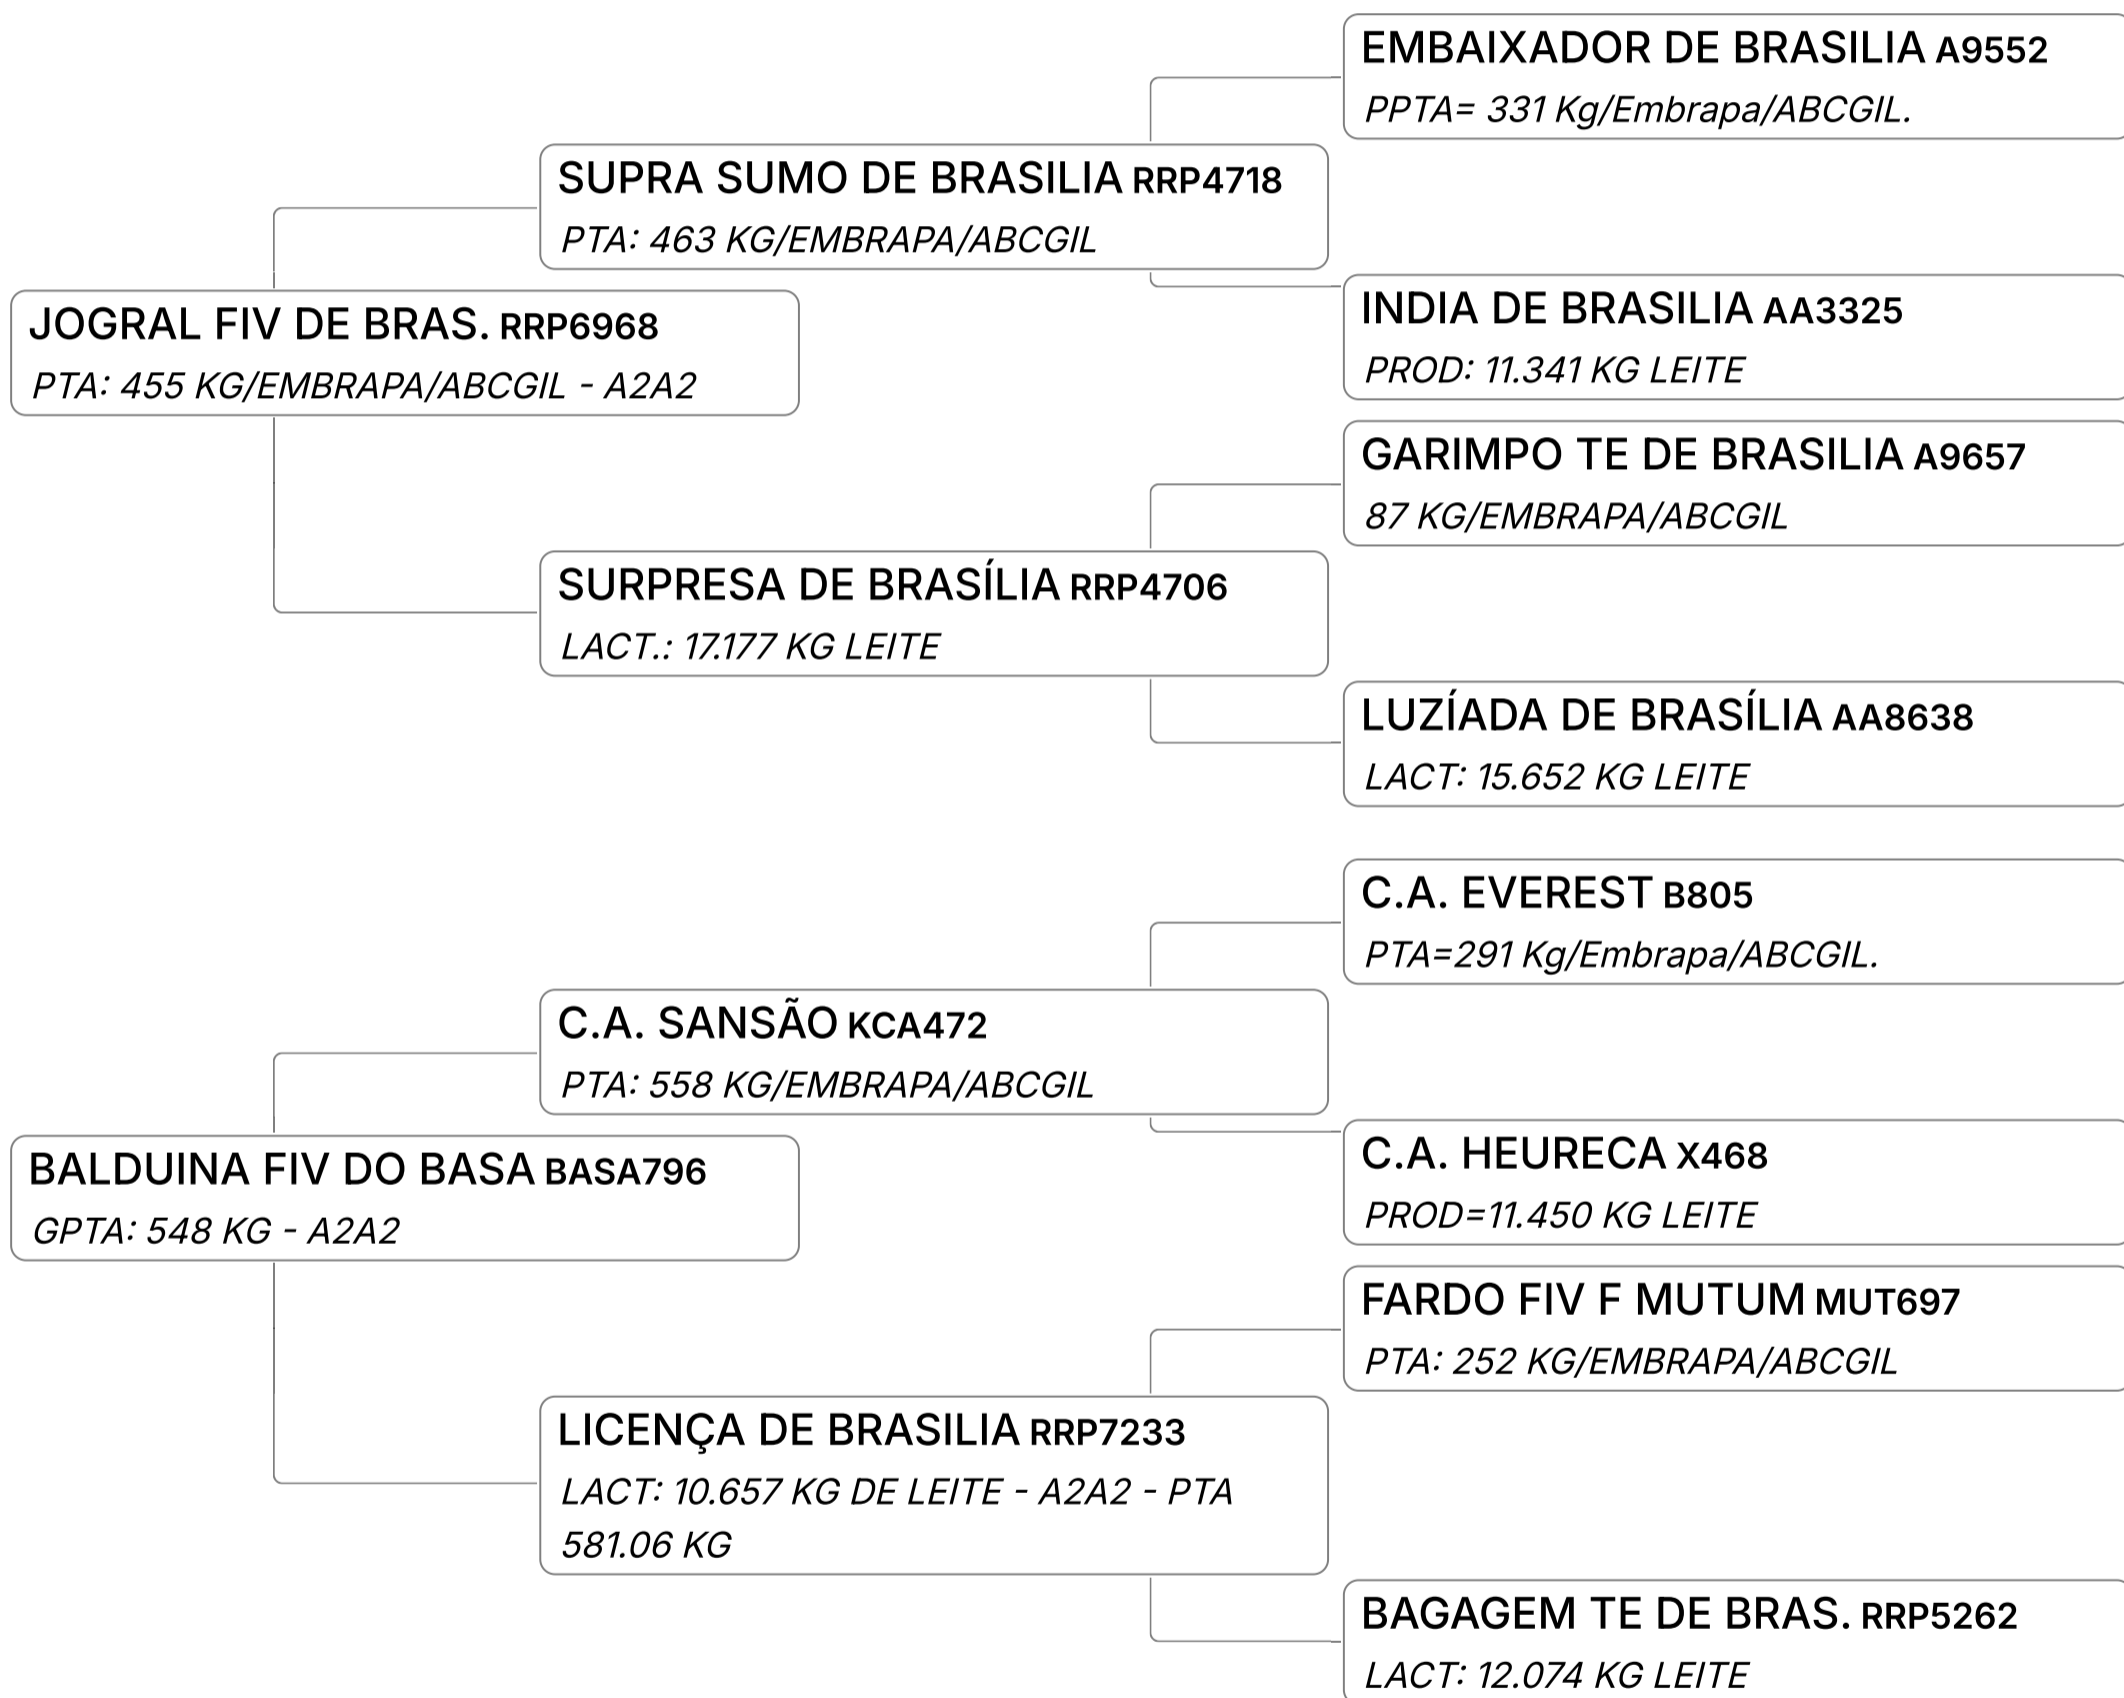 EMBAIXADOR DE BRASILIA A9552
PPTA= 331 Kg/Embrapa/ABCGIL.
SUPRA SUMO DE BRASILIA RRP4718
PTA: 463 KG/EMBRAPA/ABCGIL
INDIA DE BRASILIA AA3325
PROD: 11.341 KG LEITE
JOGRAL FIV DE BRAS. RRP6968
PTA: 455 KG/EMBRAPA/ABCGIL - A2A2
GARIMPO TE DE BRASILIA A9657
87 KG/EMBRAPA/ABCGIL
SURPRESA DE BRASÍLIA RRP4706
LACT.: 17.177 KG LEITE
LUZÍADA DE BRASÍLIA AA8638
LACT: 15.652 KG LEITE
C.A. EVEREST B805
PTA=291 Kg/Embrapa/ABCGIL.
C.A. SANSÃO KCA472
PTA: 558 KG/EMBRAPA/ABCGIL
C.A. HEURECA X468
PROD=11.450 KG LEITE
BALDUINA FIV DO BASA BASA796
GPTA: 548 KG - A2A2
FARDO FIV F MUTUM MUT697
PTA: 252 KG/EMBRAPA/ABCGIL
LICENÇA DE BRASILIA RRP7233
LACT: 10.657 KG DE LEITE - A2A2 - PTA
581.06 KG
BAGAGEM TE DE BRAS. RRP5262
LACT: 12.074 KG LEITE